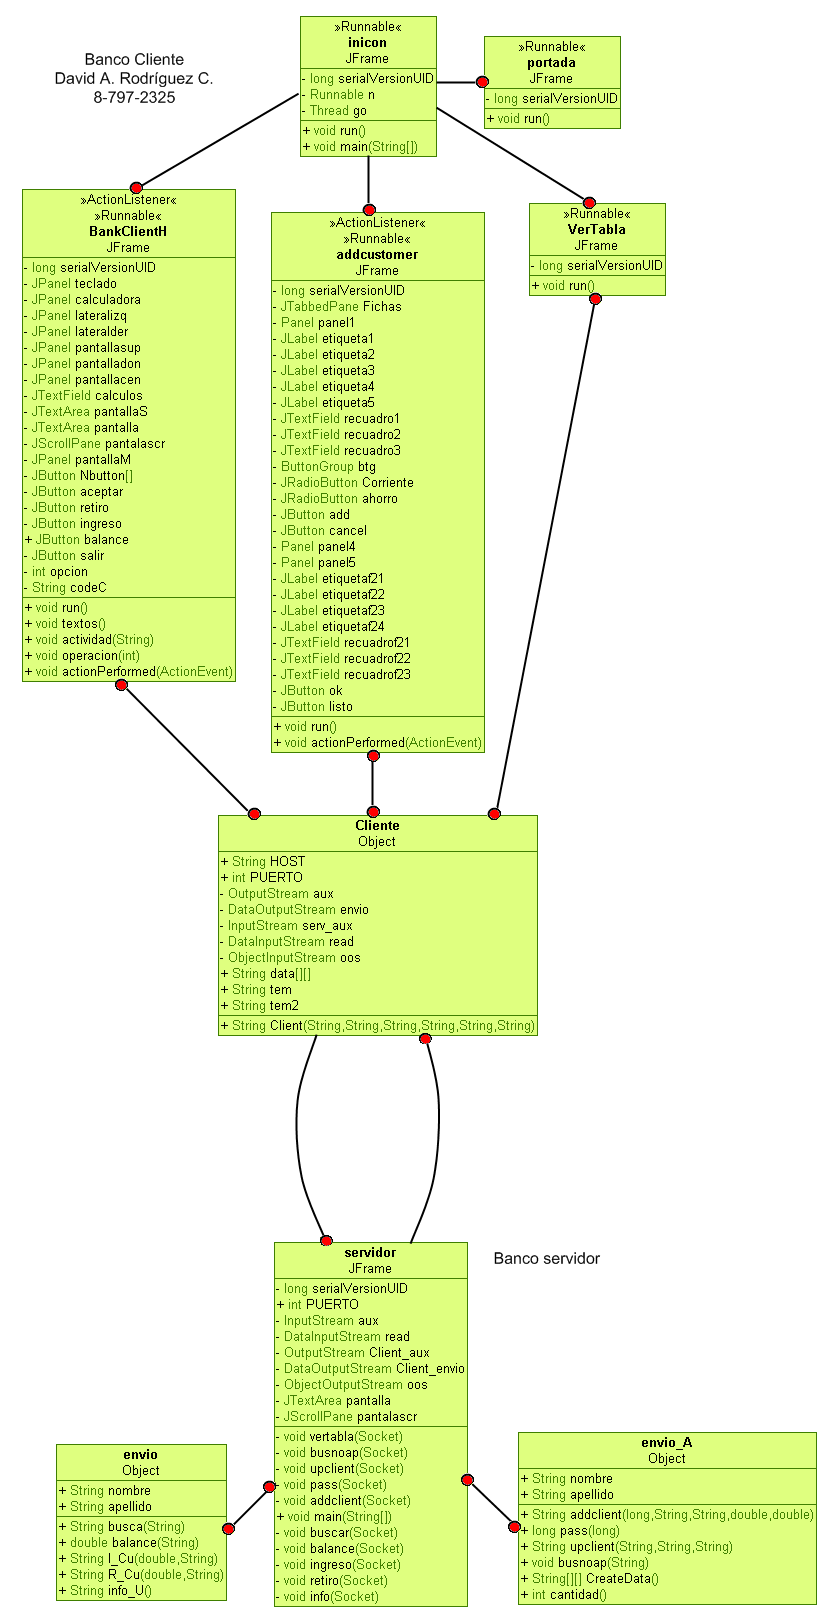 Banco Cliente
David A. Rodríguez C.
8-797-2325
»Runnable«
inicon
JFrame
- long serialVersionUID
- Runnable n
- Thread go
+ void run()
+ void main(String[])
»Runnable«
portada
JFrame
- long serialVersionUID
+ void run()
»ActionListener«
»Runnable«
BankClientH
JFrame
- long serialVersionUID
- JPanel teclado
- JPanel calculadora
- JPanel lateralizq
- JPanel lateralder
- JPanel pantallasup
- JPanel pantalladon
- JPanel pantallacen
- JTextField calculos
- JTextArea pantallaS
- JTextArea pantalla
- JScrollPane pantalascr
- JPanel pantallaM
- JButton Nbutton[]
- JButton aceptar
- JButton retiro
- JButton ingreso
+ JButton balance
- JButton salir
- int opcion
- String codeC
+ void run()
+ void textos()
+ void actividad(String)
+ void operacion(int)
+ void actionPerformed(ActionEvent)
»ActionListener«
»Runnable«
addcustomer
JFrame
- long serialVersionUID
- JTabbedPane Fichas
- Panel panel1
- JLabel etiqueta1
- JLabel etiqueta2
- JLabel etiqueta3
- JLabel etiqueta4
- JLabel etiqueta5
- JTextField recuadro1
- JTextField recuadro2
- JTextField recuadro3
- ButtonGroup btg
- JRadioButton Corriente
- JRadioButton ahorro
- JButton add
- JButton cancel
- Panel panel4
- Panel panel5
- JLabel etiquetaf21
- JLabel etiquetaf22
- JLabel etiquetaf23
- JLabel etiquetaf24
- JTextField recuadrof21
- JTextField recuadrof22
- JTextField recuadrof23
- JButton ok
- JButton listo
+ void run()
+ void actionPerformed(ActionEvent)
»Runnable«
VerTabla
JFrame
- long serialVersionUID
+ void run()
Cliente
Object
+ String HOST
+ int PUERTO
- OutputStream aux
- DataOutputStream envio
- InputStream serv_aux
- DataInputStream read
- ObjectInputStream oos
+ String data[][]
+ String tem
+ String tem2
+ String Client(String,String,String,String,String,String)
Banco servidor
servidor
JFrame
- long serialVersionUID
+ int PUERTO
- InputStream aux
- DataInputStream read
- OutputStream Client_aux
- DataOutputStream Client_envio
- ObjectOutputStream oos
- JTextArea pantalla
- JScrollPane pantalascr
- void vertabla(Socket)
- void busnoap(Socket)
- void upclient(Socket)
- void pass(Socket)
- void addclient(Socket)
+ void main(String[])
- void buscar(Socket)
- void balance(Socket)
- void ingreso(Socket)
- void retiro(Socket)
- void info(Socket)
envio
Object
+ String nombre
+ String apellido
+ String busca(String)
+ double balance(String)
+ String I_Cu(double,String)
+ String R_Cu(double,String)
+ String info_U()
envio_A
Object
+ String nombre
+ String apellido
+ String addclient(long,String,String,double,double)
+ long pass(long)
+ String upclient(String,String,String)
+ void busnoap(String)
+ String[][] CreateData()
+ int cantidad()